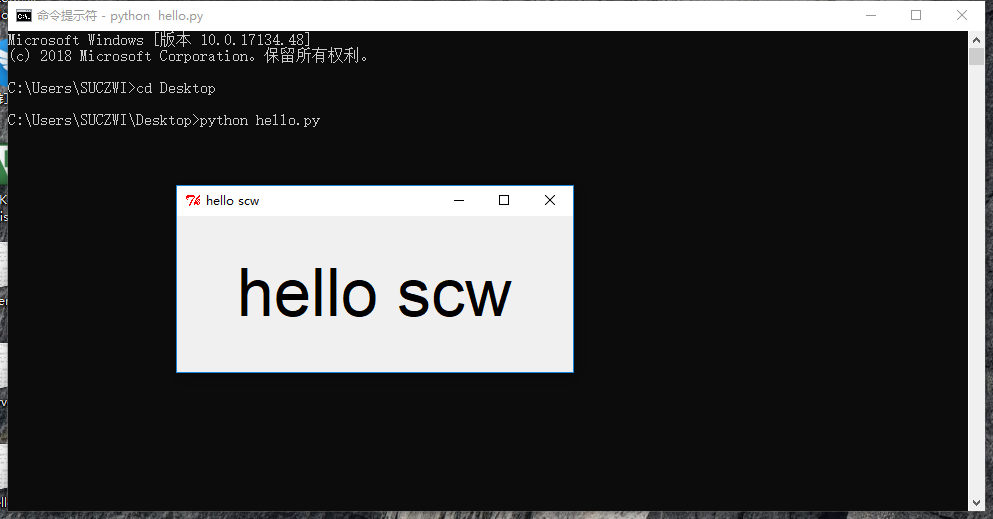 命令提示符 - python  hello.py
Microsoft Windows [版本 10.0.17134.48]
(c) 2018 Microsoft Corporation。保留所有权利。
C:\Users\SUCZWI>cd Desktop
C:\Users\SUCZWI\Desktop>python hello.py
hello scw
hello scw